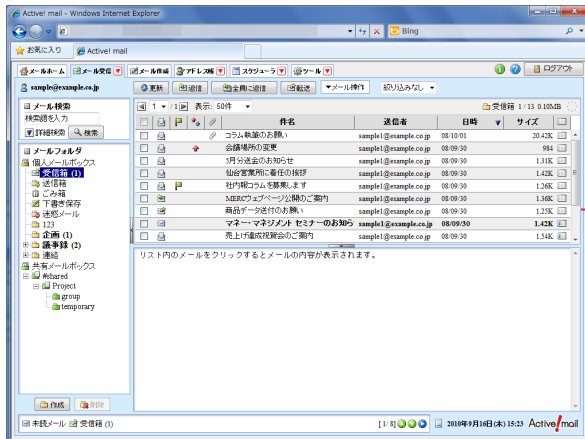 Active! mail - Windows Internet Explorer
Bing
お気に入り Active! mail
メールホーム メール受信 メール作成 アドレス帳 スケジューラ ツール ログアウト
sample@example.co.jp 更新 返信 全員に返信 転送 ▼メール操作 絞り込みなし
メール検索
検索語を入力
詳細検索 検索
1 /1 表示: 50件 受信箱 1 / 13 0.10MB
件名 送信者 日時 サイズ
コラム執筆のお願い sample1@example.co.jp 08/10/01 20.42K
会議場所の変更 sample1@example.co.jp 08/09/30 984
5月分送金のお知らせ sample1@example.co.jp 08/09/30 1.31K
仙台営業所に着任の挨拶 sample1@example.co.jp 08/09/30 1.42K
社内報コラムを募集します sample1@example.co.jp 08/09/30 1.26K
MERCウェブページ公開のご案内 sample1@example.co.jp 08/09/30 1.36K
商品データ送付のお願い sample1@example.co.jp 08/09/30 1.25K
マネー・マネジメント セミナーのお知ら sample1@example.co.jp 08/09/30 1.42K
売上げ達成祝賀会のご案内 sample1@example.co.jp 08/09/30 1.54K
メールフォルダ
個人メールボックス
受信箱 (1)
送信箱
ごみ箱
下書き保存
迷惑メール
123
企画 (1)
議事録 (2)
連絡
共有メールボックス
#shared
Project
group
temporary
リスト内のメールをクリックするとメールの内容が表示されます。
作成 削除
未読メール 受信箱 (1) [1/ 8] 2010年9月16日(木) 15:23 Active! mail